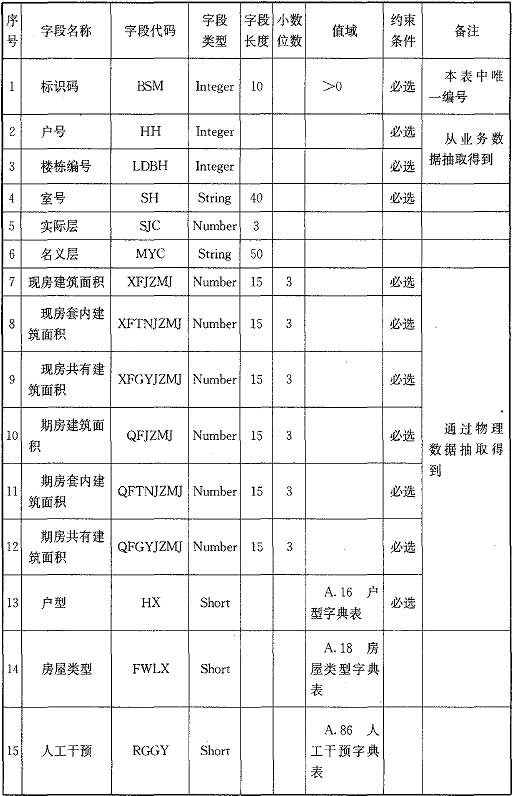 序号 字段名称 字段代码 字段类型 字段长度 小数位数 值域 约束条件 备注
1 标识码 BSM Integer 10 >0 必选 本表中唯一编号
2 户号 HH Integer 必选 从业务数据抽取得到
3 楼栋编号 LDBH Integer 必选
4 室号 SH String 40 必选
5 实际层 SJC Number 3
6 名义层 MYC String 50
7 现房建筑面积 XFJZMJ Number 15 3 必选 通过物理数据抽取得到
8 现房套内建筑面积 XFTNJZMJ Number 15 3 必选
9 现房共有建筑面积 XFGYJZMJ Number 15 3 必选
10 期房建筑面积 QFJZMJ Number 15 3 必选
11 期房套内建筑面积 QFTNJZMJ Number 15 3 必选
12 期房共有建筑面积 QFGYJZMJ Number 15 3 必选
13 户型 HX Short A.16 户型字典表 必选
14 房屋类型 FWLX Short A.18 房屋类型字典表
15 人工干预 RGGY Short A.86 人工干预字典表